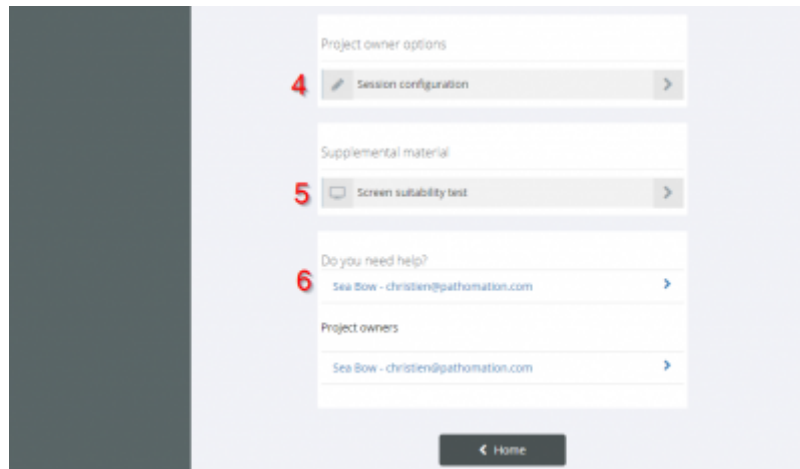 Project owner options
4 Session configuration
Supplemental material
5 Screen suitability test
Do you need help?
6 Sea Bow - christien@pathomation.com
Project owners
Sea Bow - christien@pathomation.com
Home